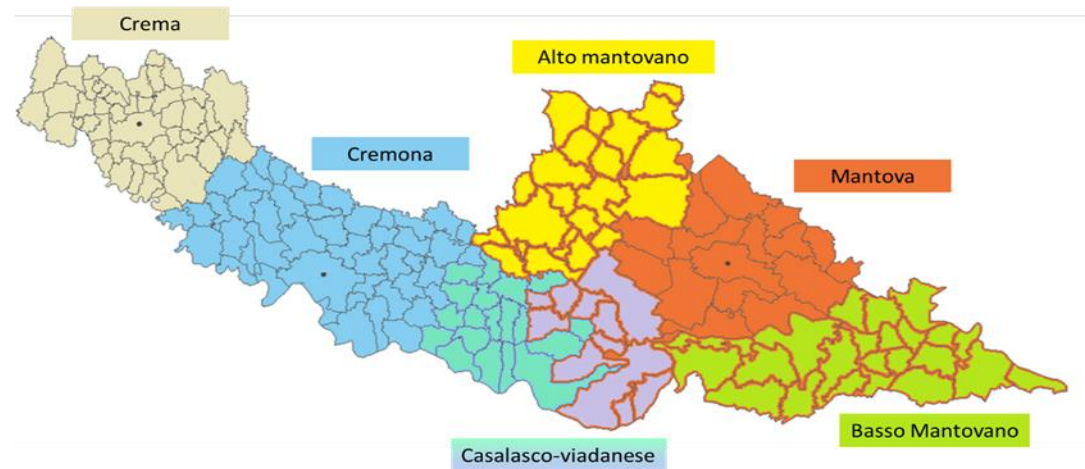 Crema
Alto mantovano
Cremona
Mantova
Basso Mantovano
Casalasco-viadanese